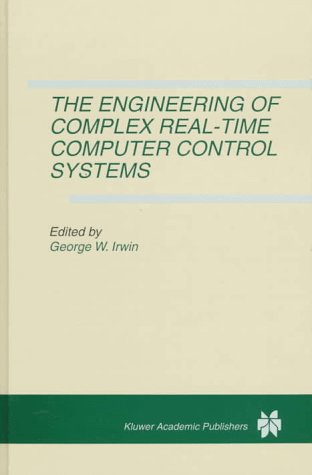 THE ENGINEERING OF
COMPLEX REAL-TIME
COMPUTER CONTROL
SYSTEMS
Edited by
George W. Irwin
Kluwer Academic Publishers